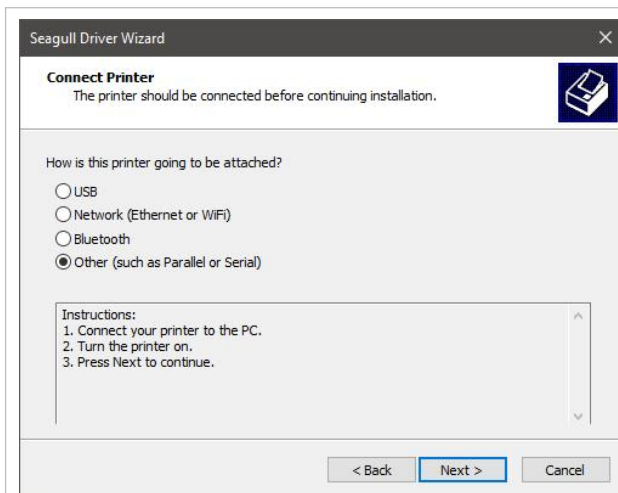 Seagull Driver Wizard
Connect Printer
The printer should be connected before continuing installation.
How is this printer going to be attached?
USB
Network (Ethernet or WiFi)
Bluetooth
Other (such as Parallel or Serial)
Instructions:
1. Connect your printer to the PC.
2. Turn the printer on.
3. Press Next to continue.
< Back Next > Cancel